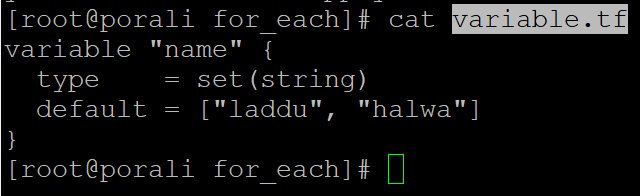 [root@porali for_each]# cat variable.tf
variable "name" {
  type    = set(string)
  default = ["laddu", "halwa"]
}
[root@porali for_each]#